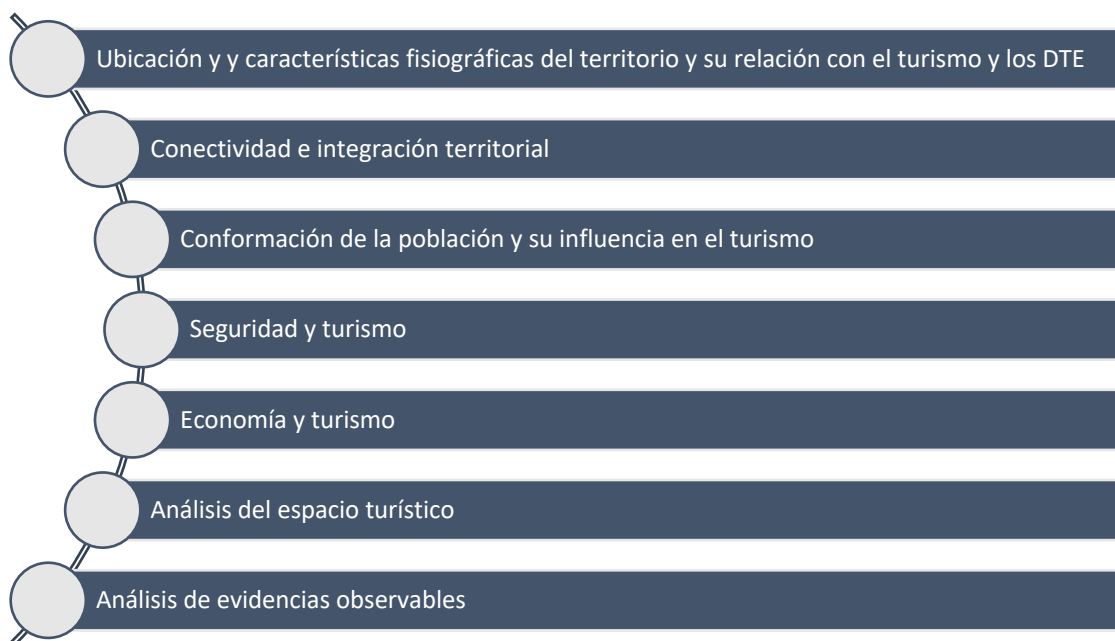 Ubicación y y características fisiográficas del territorio y su relación con el turismo y los DTE
Conectividad e integración territorial
Conformación de la población y su influencia en el turismo
Seguridad y turismo
Economía y turismo
Análisis del espacio turístico
Análisis de evidencias observables